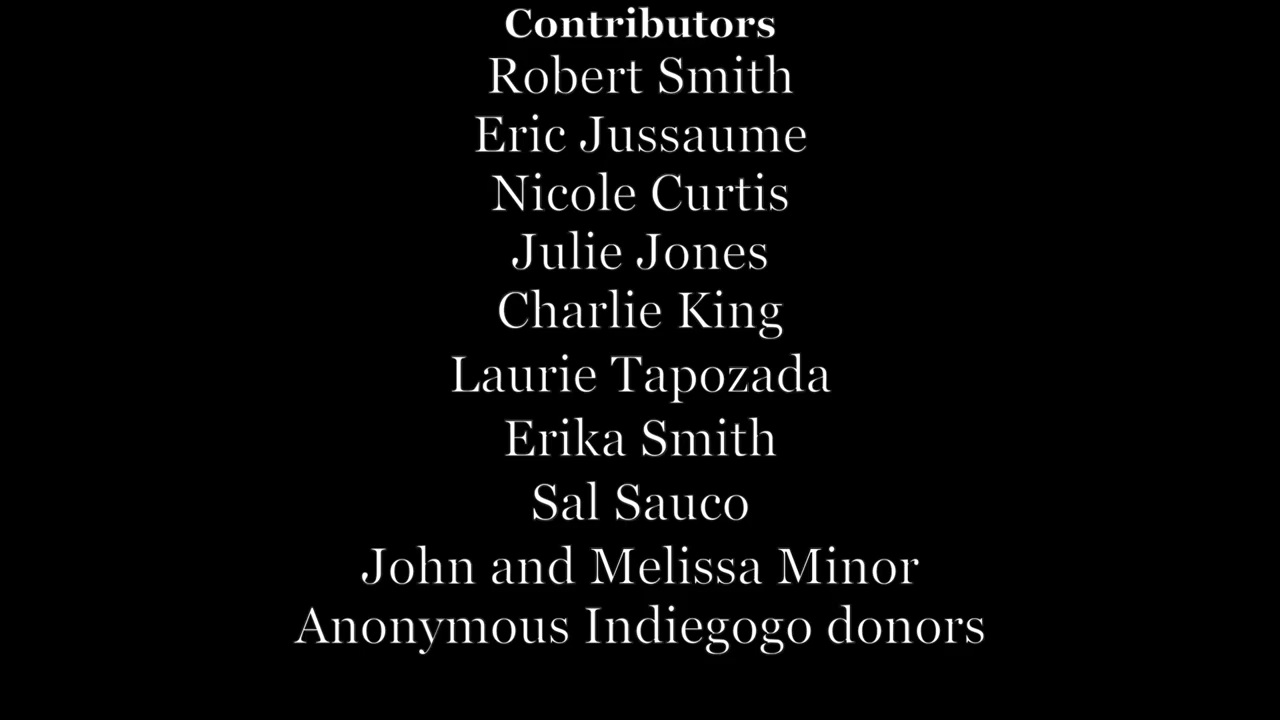 Contributors
Robert Smith
Eric Jussaume
Nicole Curtis
Julie Jones
Charlie King
Laurie Tapozada
Erika Smith
Sal Sauco
John and Melissa Minor
Anonymous Indiegogo donors